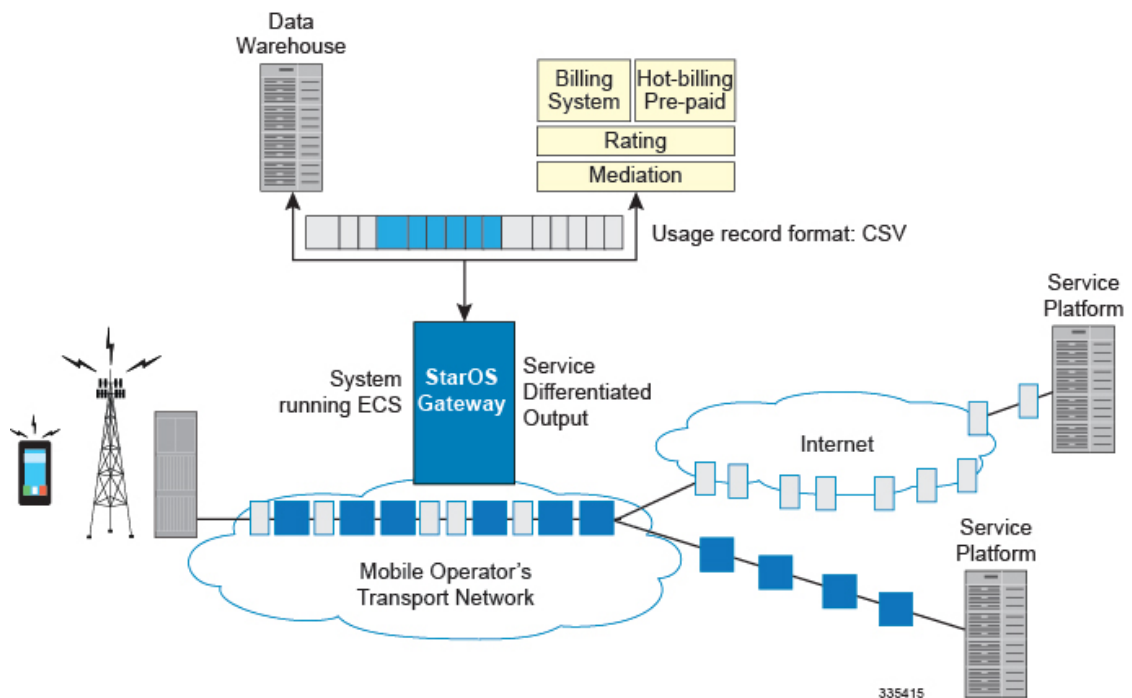 Data
Warehouse
Billing
System
Hot-billing
Pre-paid
Rating
Mediation
Usage record format: CSV
Service
Platform
System
running ECS
StarOS
Gateway
Service
Differentiated
Output
Internet
Mobile Operator's
Transport Network
Service
Platform
335415